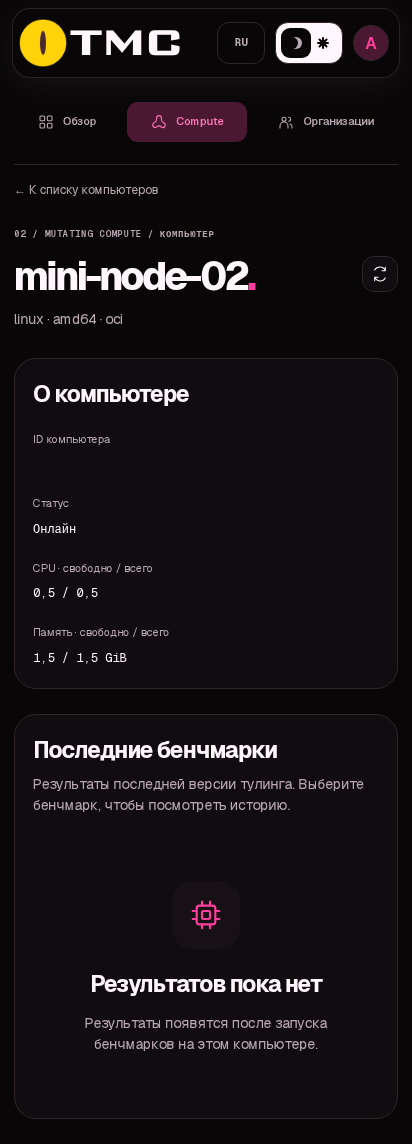 TMC
RU
A
Обзор
Compute
Организации
← К списку компьютеров
02 / MUTATING COMPUTE / КОМПЬЮТЕР
mini-node-02.
linux · amd64 · oci
О компьютере
ID компьютера
Статус
Онлайн
CPU · свободно / всего
0,5 / 0,5
Память · свободно / всего
1,5 / 1,5 GiB
Последние бенчмарки
Результаты последней версии тулинга. Выберите
бенчмарк, чтобы посмотреть историю.
Результатов пока нет
Результаты появятся после запуска
бенчмарков на этом компьютере.